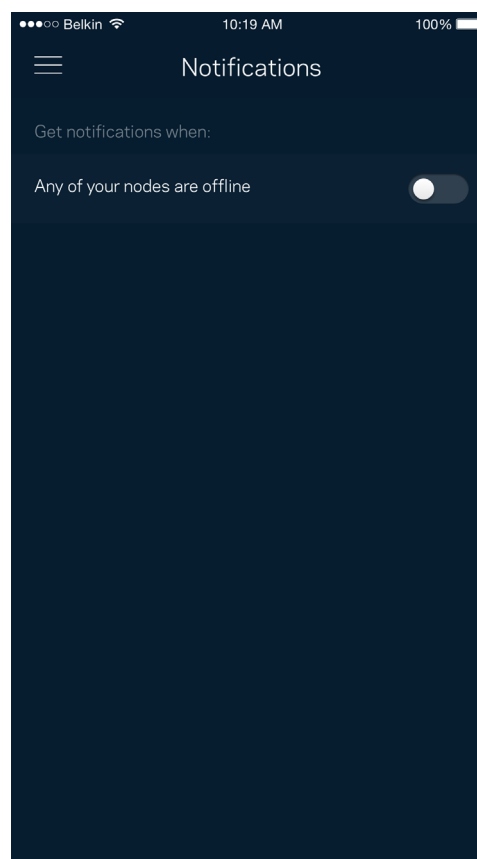 Belkin 10:19 AM 100%
Notifications
Get notifications when:
Any of your nodes are offline